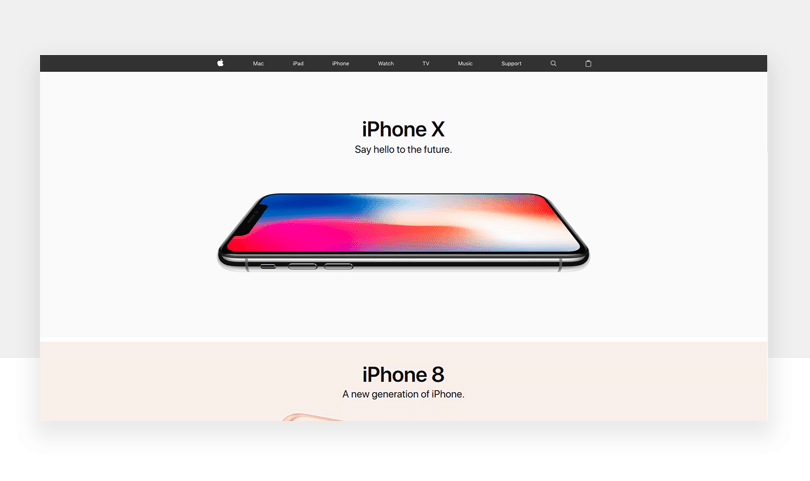 Mac iPad iPhone Watch TV Music Support
iPhone X
Say hello to the future.
iPhone 8
A new generation of iPhone.